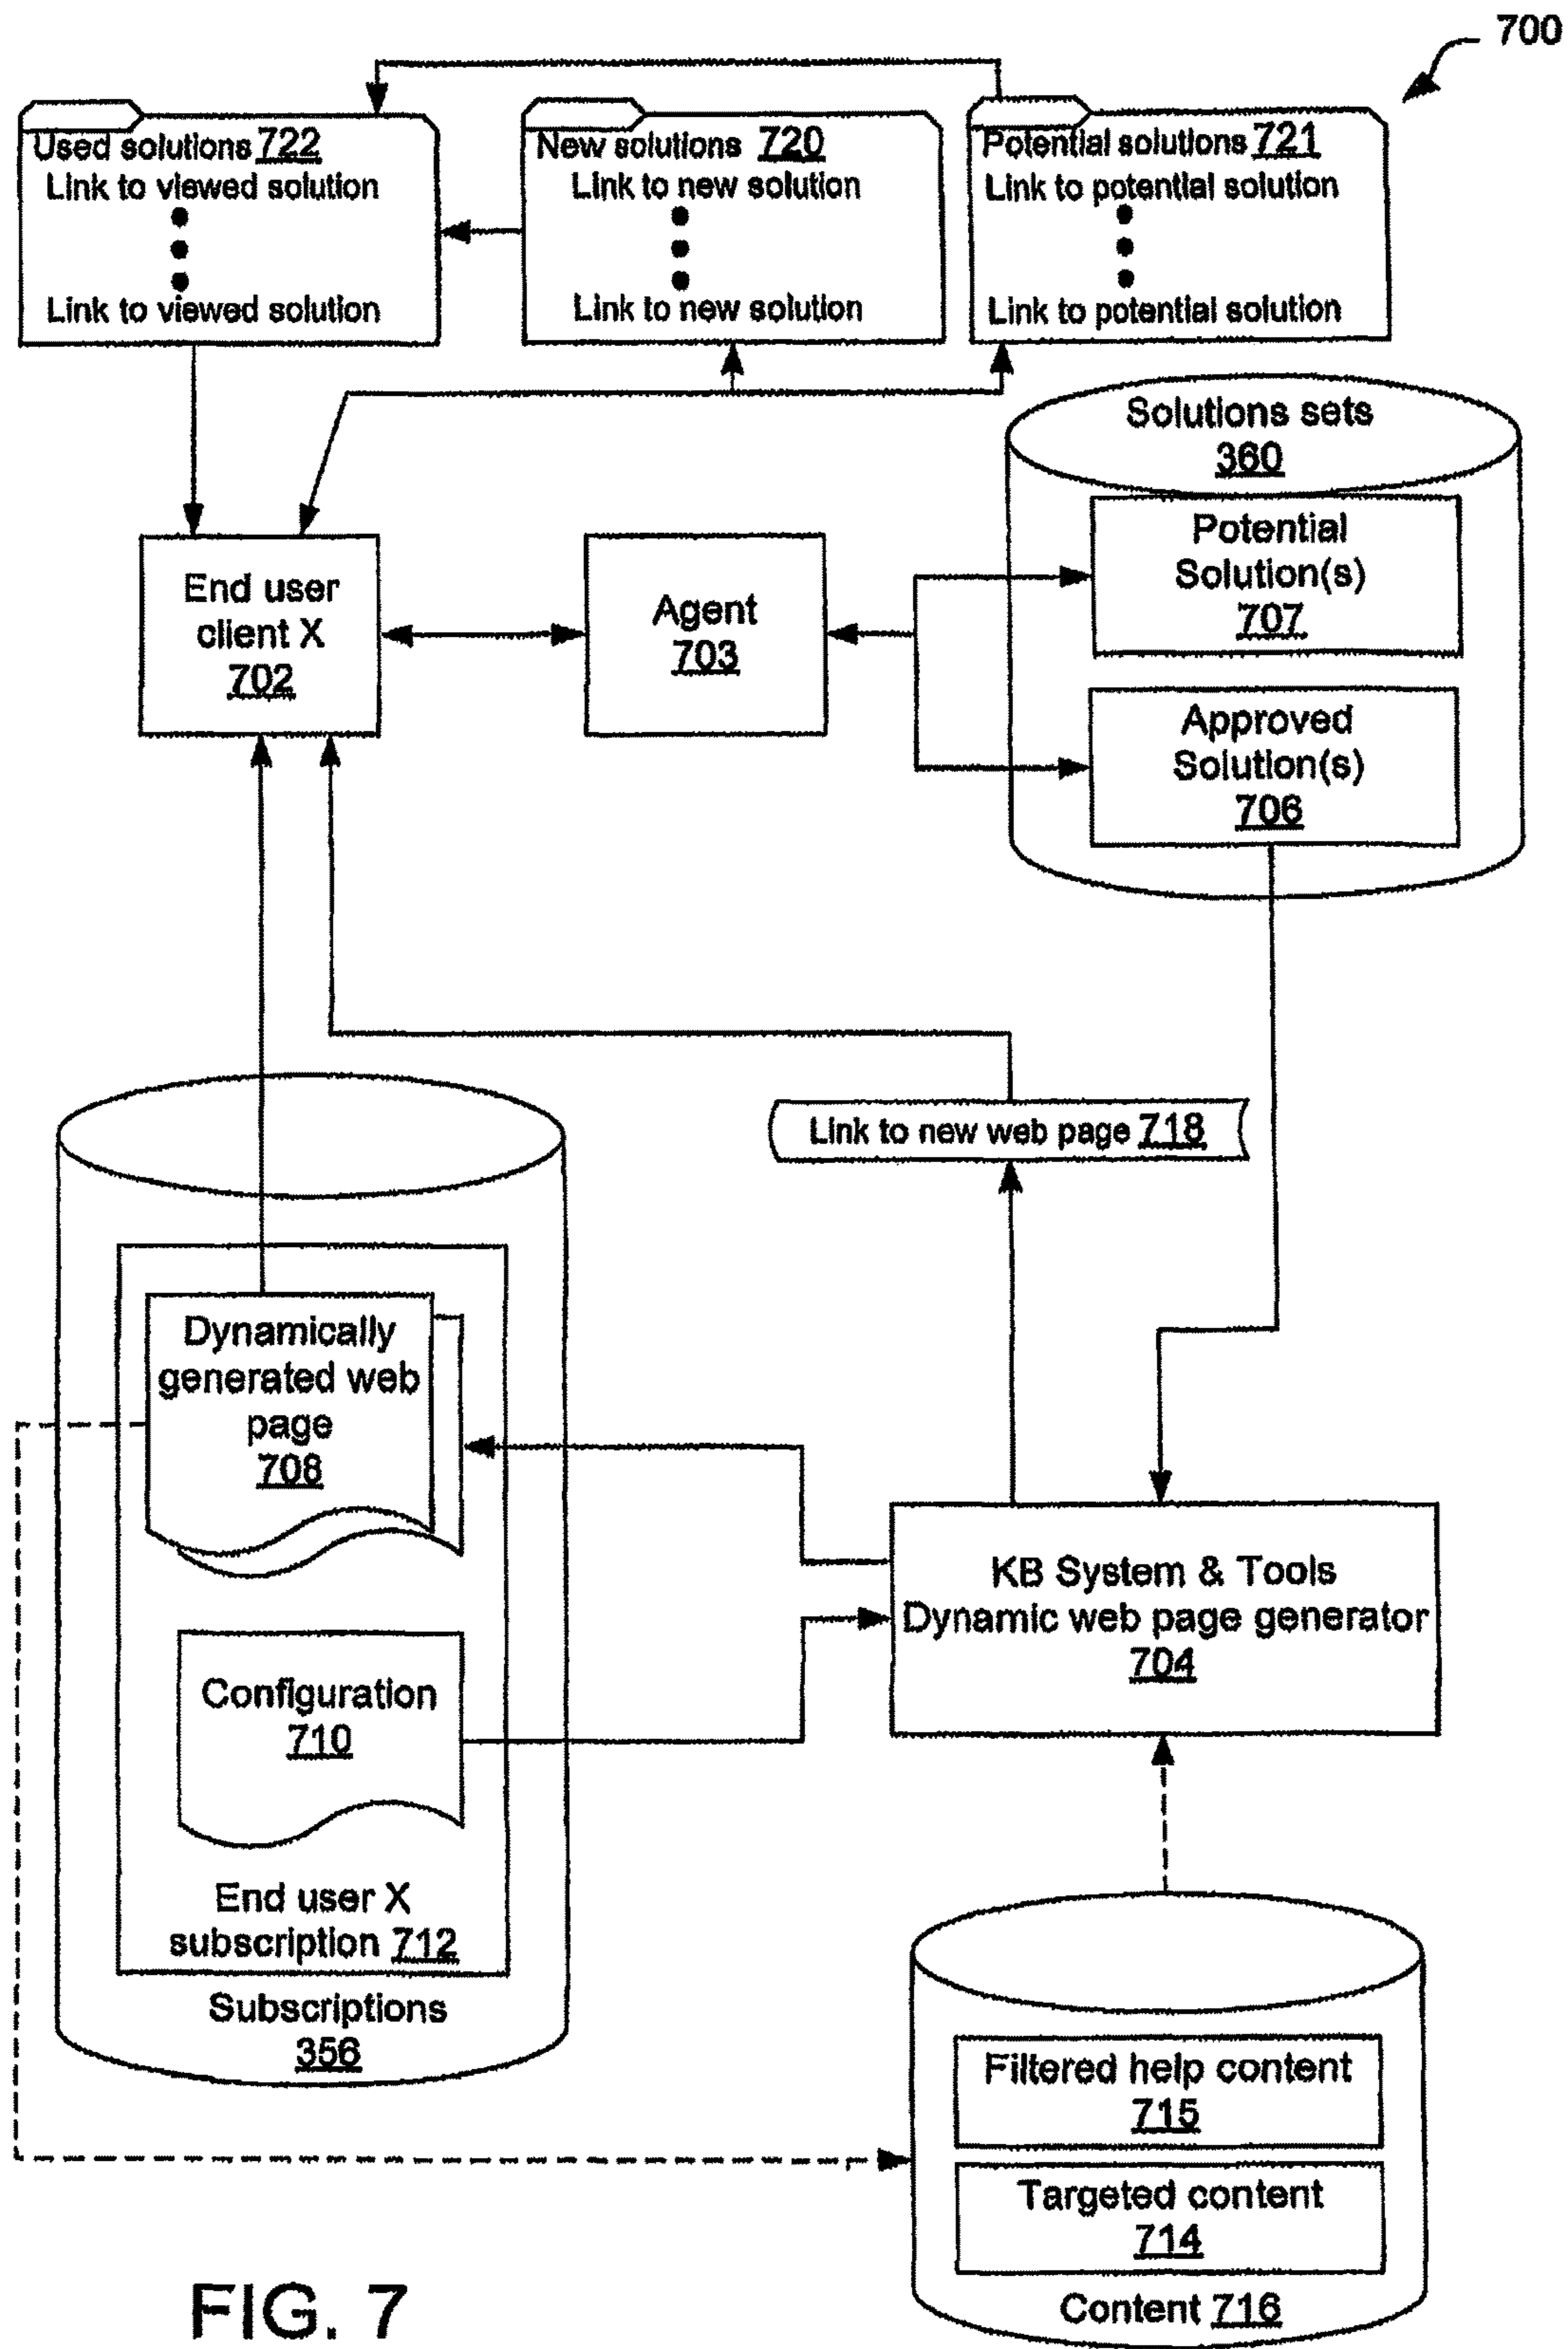 700
Used solutions 722
Link to viewed solution
Link to viewed solution
New solutions 720
Link to new solution
Link to new solution
Potential solutions 721
Link to potential solution
Link to potential solution
Solutions sets
360
Potential
Solution(s)
707
Approved
Solution(s)
706
End user
client X
702
Agent
703
Link to new web page 718
Dynamically
generated web
page
708
Configuration
710
End user X
subscription 712
Subscriptions
356
KB System & Tools
Dynamic web page generator
704
Filtered help content
715
Targeted content
714
Content 716
FIG. 7